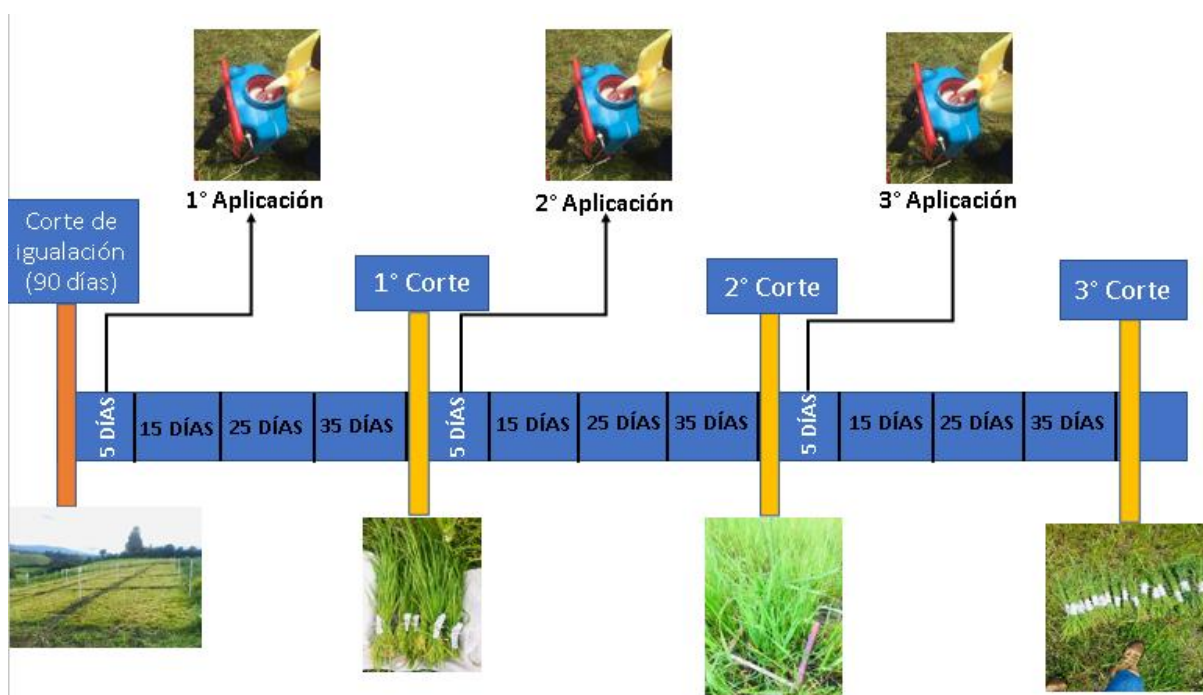 1° Aplicación
2° Aplicación
3° Aplicación
Corte de
igualación
(90 días)
1° Corte
2° Corte
3° Corte
5 DÍAS
15 DÍAS
25 DÍAS
35 DÍAS
5 DÍAS
15 DÍAS
25 DÍAS
35 DÍAS
5 DÍAS
15 DÍAS
25 DÍAS
35 DÍAS